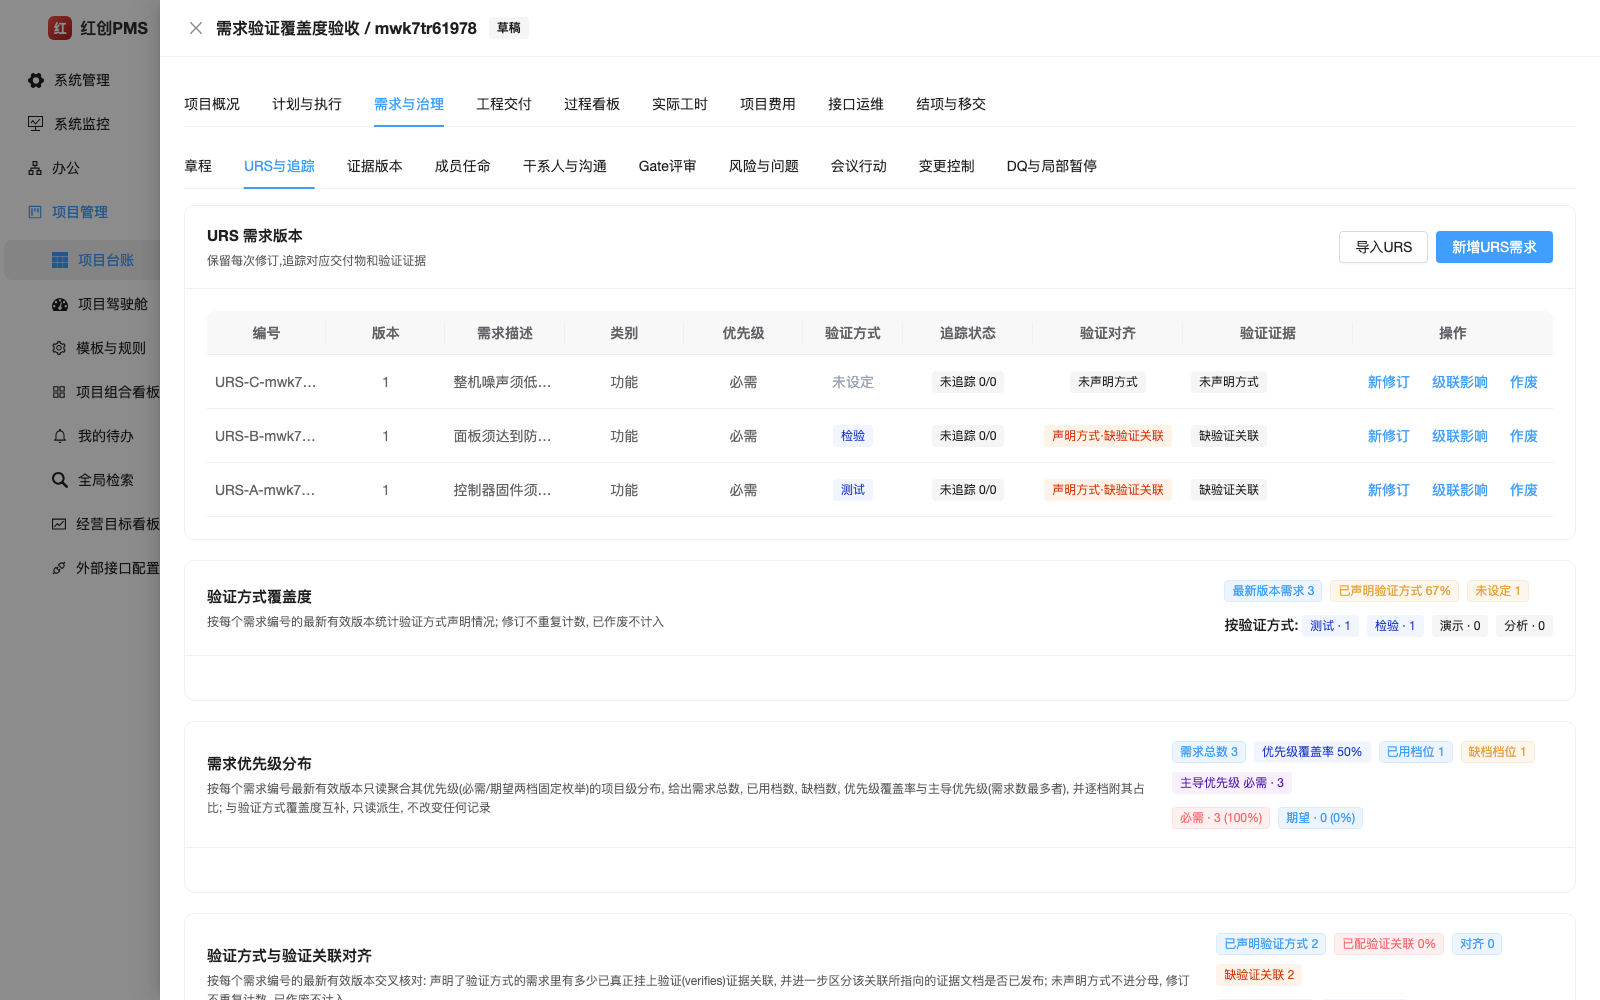 红 红创PMS
系统管理
系统监控
办公
项目管理
项目台账
项目驾驶舱
模板与规则
项目组合看板
我的待办
全局检索
经营目标看板
外部接口配置
需求验证覆盖度验收 / mwk7tr61978 草稿
项目概况 计划与执行 需求与治理 工程交付 过程看板 实际工时 项目费用 接口运维 结项与移交
章程 URS与追踪 证据版本 成员任命 干系人与沟通 Gate评审 风险与问题 会议行动 变更控制 DQ与局部暂停
URS 需求版本
保留每次修订,追踪对应交付物和验证证据
导入URS 新增URS需求
编号 版本 需求描述 类别 优先级 验证方式 追踪状态 验证对齐 验证证据 操作
URS-C-mwk7… 1 整机噪声须低… 功能 必需 未设定 未追踪 0/0 未声明方式 未声明方式 新修订 级联影响 作废
URS-B-mwk7… 1 面板须达到防… 功能 必需 检验 未追踪 0/0 声明方式·缺验证关联 缺验证关联 新修订 级联影响 作废
URS-A-mwk7… 1 控制器固件须… 功能 必需 测试 未追踪 0/0 声明方式·缺验证关联 缺验证关联 新修订 级联影响 作废
验证方式覆盖度
按每个需求编号的最新有效版本统计验证方式声明情况; 修订不重复计数, 已作废不计入
最新版本需求 3 已声明验证方式 67% 未设定 1
按验证方式: 测试 · 1 检验 · 1 演示 · 0 分析 · 0
需求优先级分布
按每个需求编号最新有效版本只读聚合其优先级(必需/期望两档固定枚举)的项目级分布, 给出需求总数, 已用档数, 缺档数, 优先级覆盖率与主导优先级(需求数最多者), 并逐档附其占
比; 与验证方式覆盖度互补, 只读派生, 不改变任何记录
需求总数 3 优先级覆盖率 50% 已用档位 1 缺档档位 1
主导优先级 必需 · 3
必需 · 3 (100%) 期望 · 0 (0%)
验证方式与验证关联对齐
按每个需求编号的最新有效版本交叉核对: 声明了验证方式的需求里有多少已真正挂上验证(verifies)证据关联, 并进一步区分该关联所指向的证据文档是否已发布; 未声明方式不进分母, 修订
不重复计数, 已作废不计入
已声明验证方式 2 已配验证关联 0% 对齐 0
缺验证关联 2